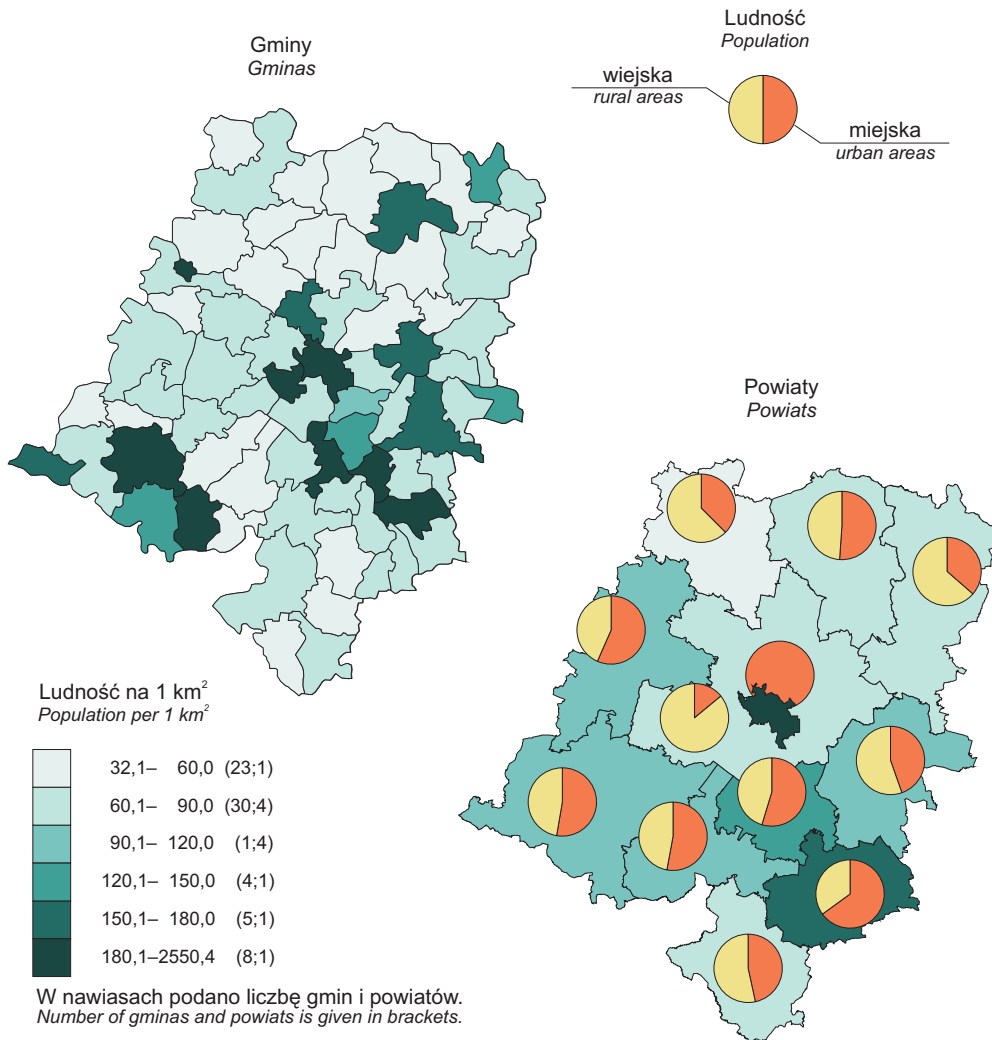 Ludność
Population
wiejska
rural areas
miejska
urban areas
Gminy
Gminas
Powiaty
Powiats
Ludność na 1 km²
Population per 1 km²
32,1– 60,0 (23;1)
60,1– 90,0 (30;4)
90,1– 120,0 (1;4)
120,1– 150,0 (4;1)
150,1– 180,0 (5;1)
180,1–2550,4 (8;1)
W nawiasach podano liczbę gmin i powiatów.
Number of gminas and powiats is given in brackets.